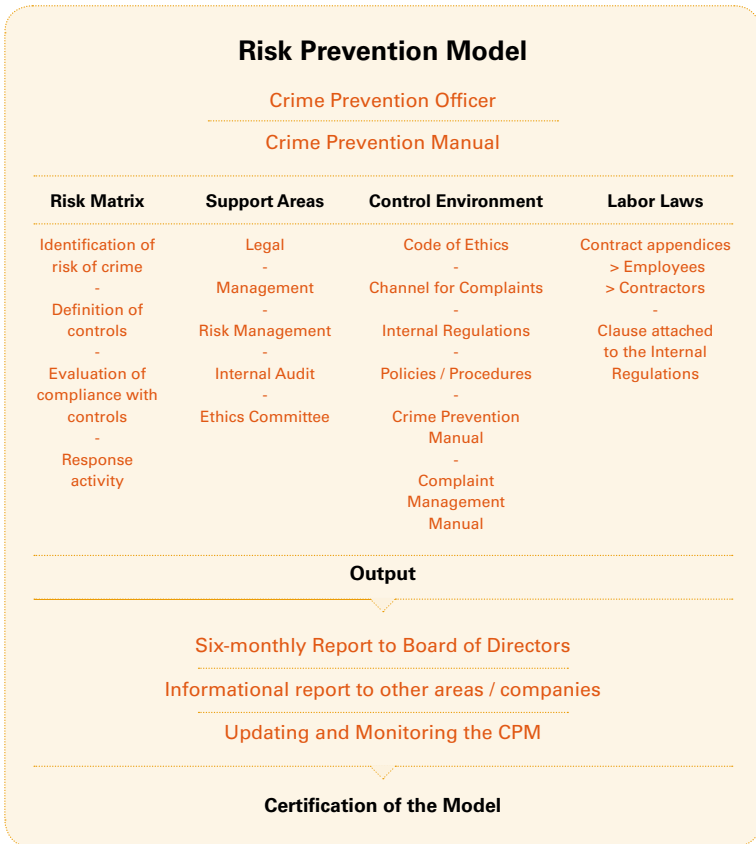 Risk Prevention Model
Crime Prevention Officer
Crime Prevention Manual
Risk Matrix
Identification of
risk of crime
-
Definition of
controls
-
Evaluation of
compliance with
controls
-
Response
activity
Support Areas
Legal
-
Management
-
Risk Management
-
Internal Audit
-
Ethics Committee
Control Environment
Code of Ethics
-
Channel for Complaints
-
Internal Regulations
-
Policies / Procedures
-
Crime Prevention
Manual
-
Complaint
Management
Manual
Labor Laws
Contract appendices
> Employees
> Contractors
-
Clause attached
to the Internal
Regulations
Output
Six-monthly Report to Board of Directors
Informational report to other areas / companies
Updating and Monitoring the CPM
Certification of the Model